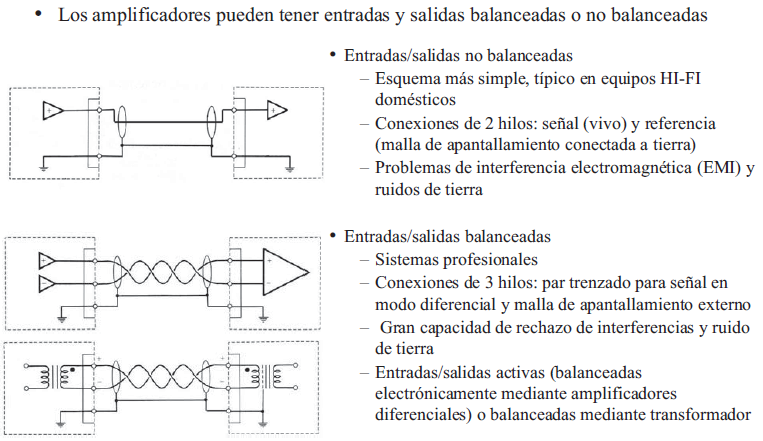 • Los amplificadores pueden tener entradas y salidas balanceadas o no balanceadas
• Entradas/salidas no balanceadas
– Esquema más simple, típico en equipos HI-FI
domésticos
– Conexiones de 2 hilos: señal (vivo) y referencia
(malla de apantallamiento conectada a tierra)
– Problemas de interferencia electromagnética (EMI) y
ruidos de tierra
• Entradas/salidas balanceadas
– Sistemas profesionales
– Conexiones de 3 hilos: par trenzado para señal en
modo diferencial y malla de apantallamiento externo
– Gran capacidad de rechazo de interferencias y ruido
de tierra
– Entradas/salidas activas (balanceadas
electrónicamente mediante amplificadores
diferenciales) o balanceadas mediante transformador